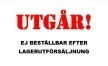 UTGÅR!
EJ BESTÄLLBAR EFTER
LAGERUTFÖRSÄLJNING